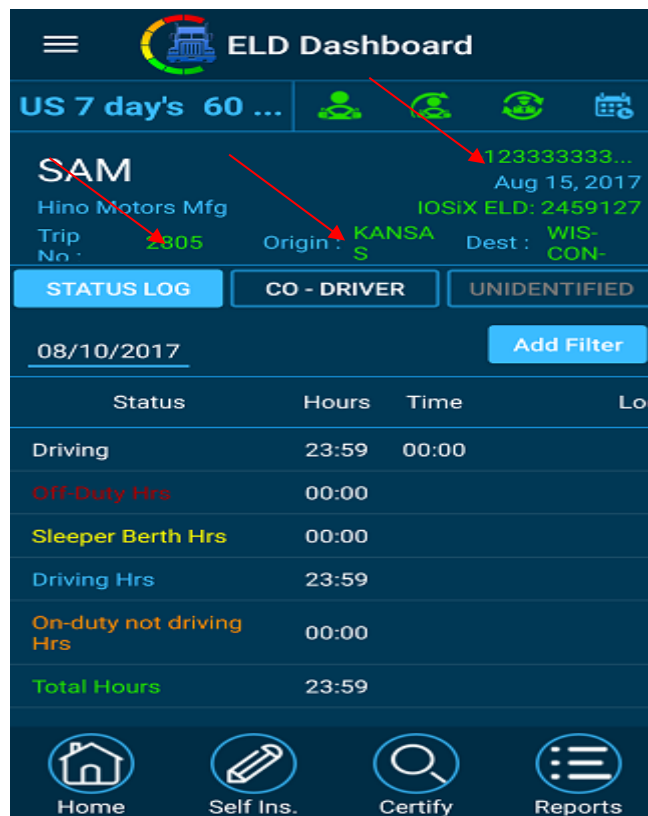 ELD Dashboard
US 7 day's 60 ...
SAM
123333333...
Aug 15, 2017
Hino Motors Mfg
IOSiX ELD: 2459127
Trip No : 2805 Origin : KANSA Dest : WIS-
S CON-
STATUS LOG CO - DRIVER UNIDENTIFIED
08/10/2017 Add Filter
Status Hours Time Lo
Driving 23:59 00:00
Off-Duty Hrs 00:00
Sleeper Berth Hrs 00:00
Driving Hrs 23:59
On-duty not driving
Hrs 00:00
Total Hours 23:59
Home Self Ins. Certify Reports